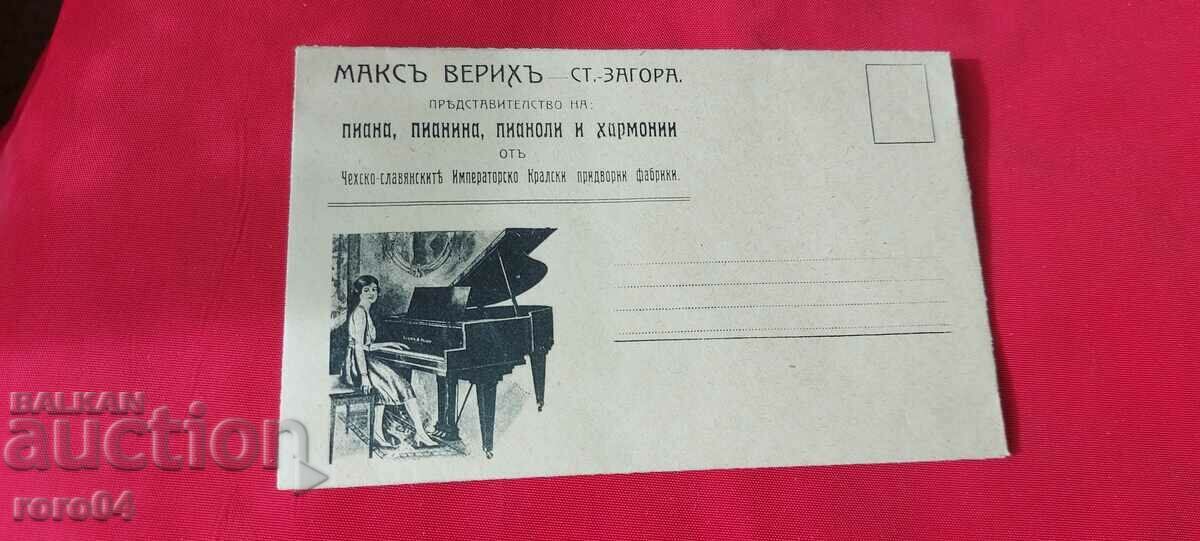 МАКСЪ ВЕРИХЪ — СТ.-ЗАГОРА.
ПРѢДСТАВИТЕЛСТВО НА:
ПИАНА, ПИАНИНА, ПИАНОЛИ И ХАРМОНИИ
ОТЪ
Чехско-славянскитѣ Императорско Кралски придворни фабрики.
BALKAN
auction
roro04